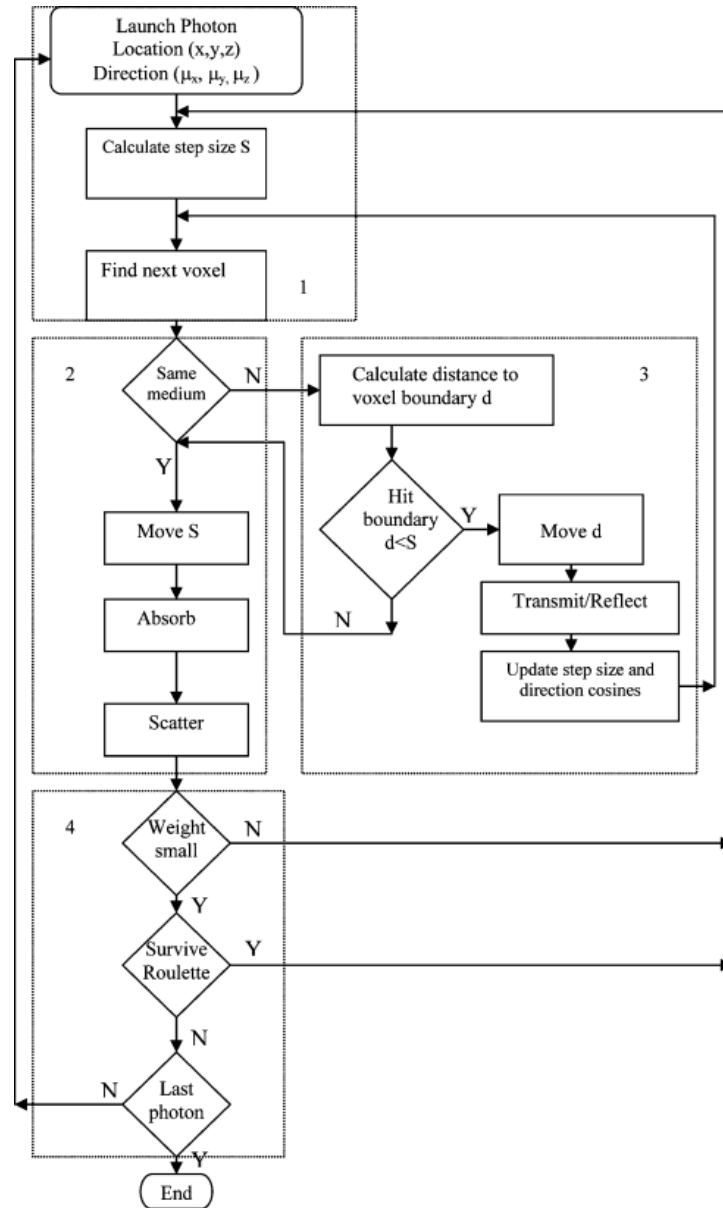 Launch Photon
Location (x,y,z)
Direction (μx, μy, μz )
Calculate step size S
Find next voxel
1
2
Same
medium
N
Y
Calculate distance to
voxel boundary d
3
Hit
boundary
d<S
Y
N
Move d
Transmit/Reflect
Update step size and
direction cosines
Move S
Absorb
Scatter
4
Weight
small
N
Y
Survive
Roulette
Y
N
Last
photon
N
Y
End